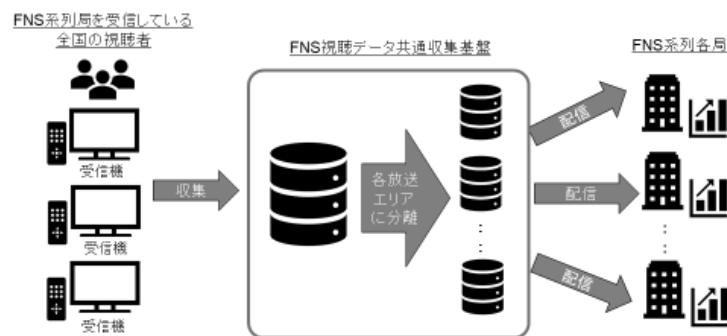 FNS系列局を受信している
全国の視聴者
受信機
受信機
受信機
収集
FNS視聴データ共通収集基盤
各放送
エリア
に分離
配信
配信
配信
FNS系列各局